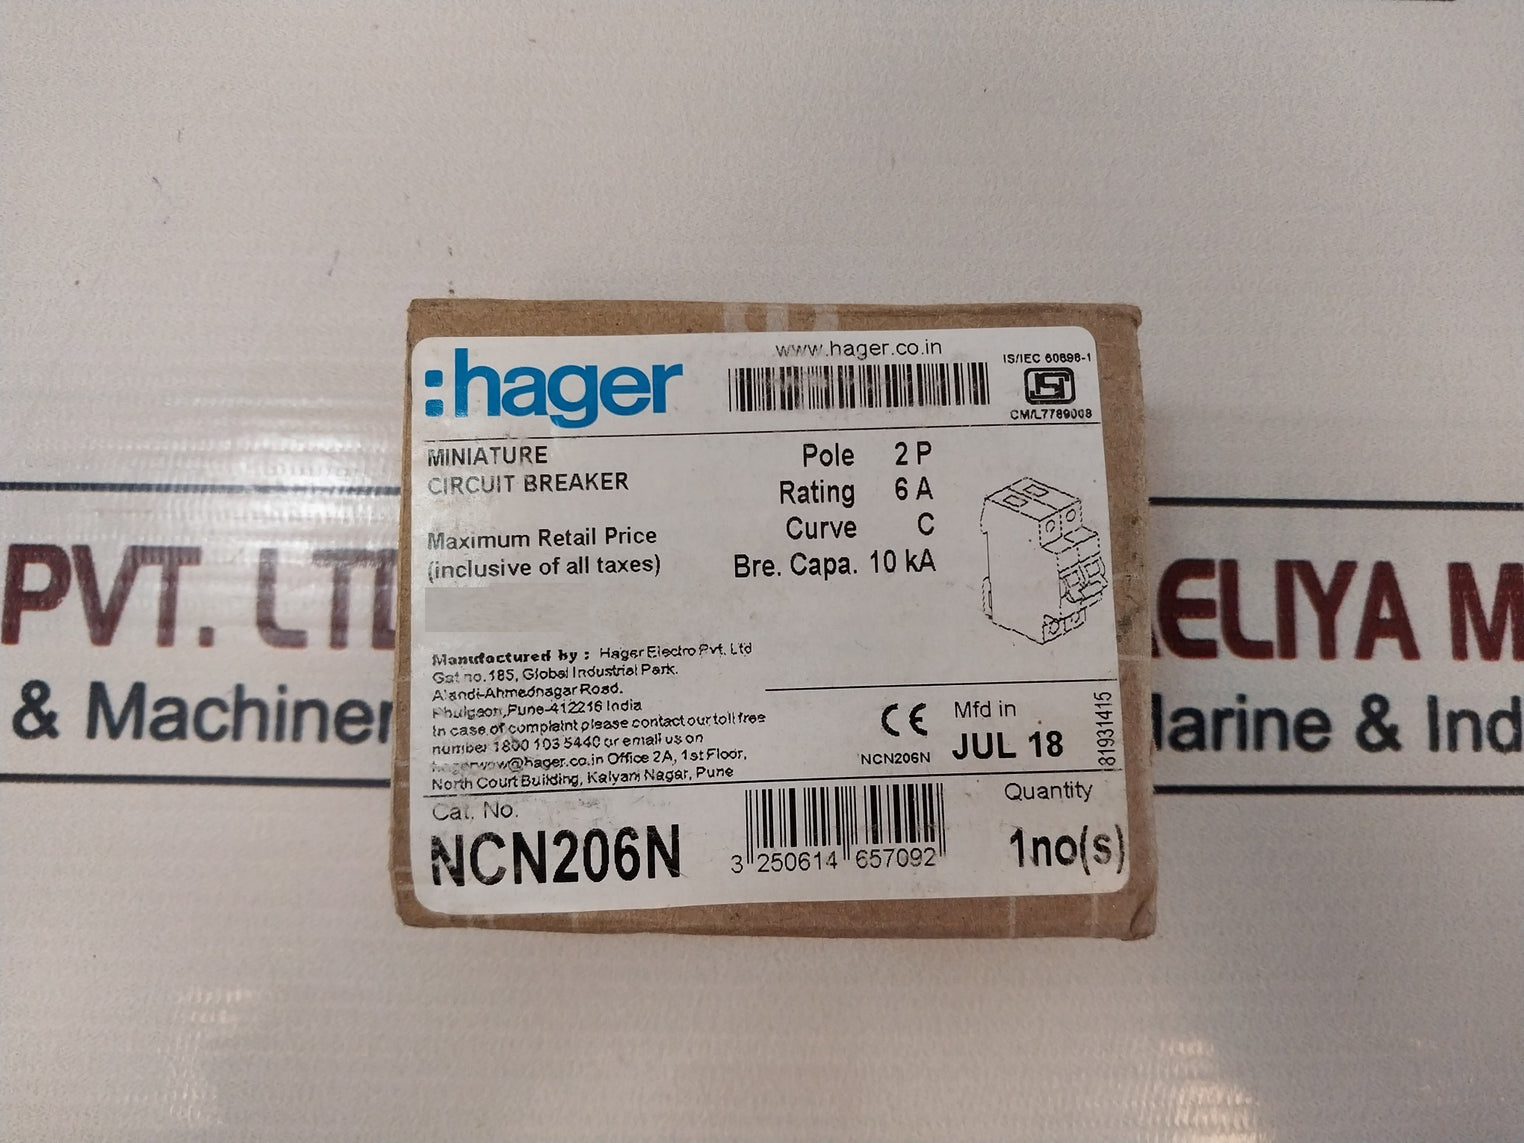 www.hager.co.in
:hager
IS/IEC 60898-1
ISI
CM/L7789008
MINIATURE
CIRCUIT BREAKER
Pole 2 P
Rating 6 A
Curve C
Bre. Capa. 10 kA
Maximum Retail Price
(inclusive of all taxes)
Manufactured by : Hager Electro Pvt. Ltd
Gat no.185, Global Industrial Park.
Alandi-Ahmednagar Road.
Phulgaon,Pune-412216 India
In case of complaint please contact our toll free
number 1800 103 5440 or email us on
hagerwow@hager.co.in Office 2A, 1st Floor,
North Court Building, Kalyani Nagar, Pune
CE
NCN206N
Mfd in
JUL 18
81931415
Cat. No.
NCN206N
3 250614 657092
Quantity
1no(s)
PVT. LT
& Machiner
AELIYA M
arine & Ind